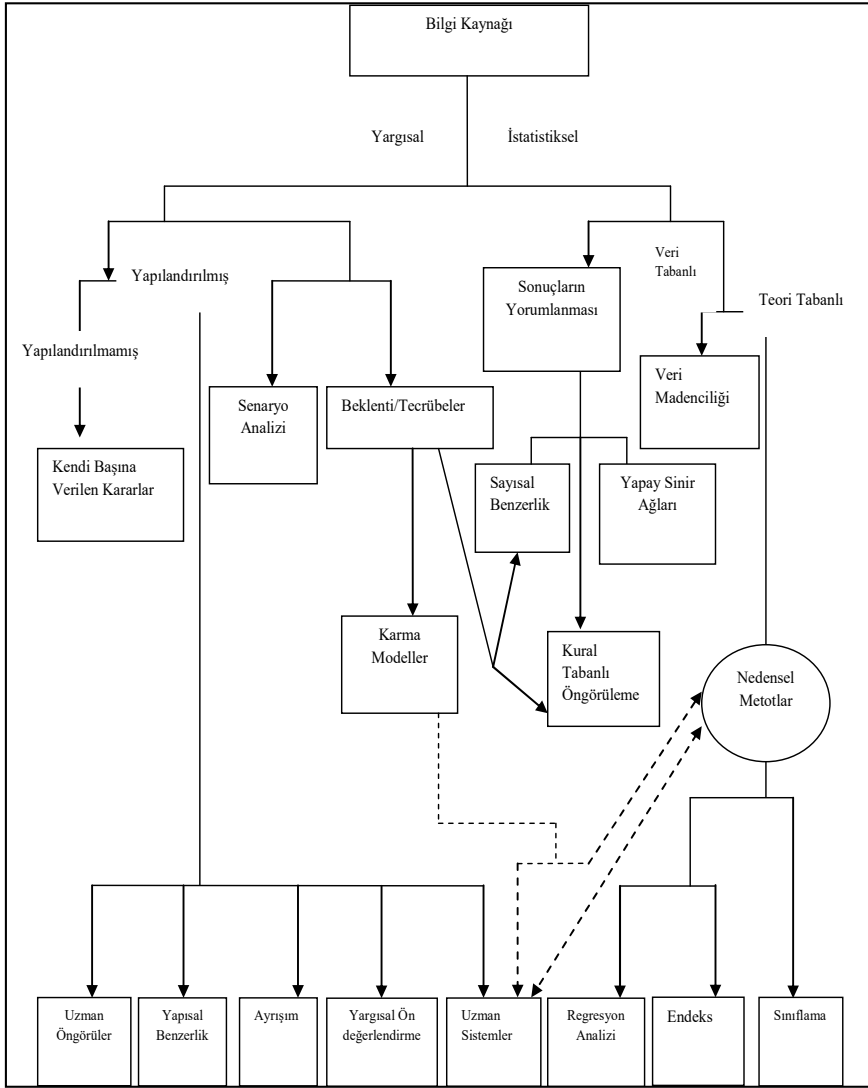 Bilgi Kaynağı
Yargısal
İstatistiksel
Yapılandırılmış
Yapılandırılmamış
Kendi Başına
Verilen Kararlar
Senaryo
Analizi
Beklenti/Tecrübeler
Sonuçların
Yorumlanması
Veri
Tabanlı
Teori Tabanlı
Veri
Madenciliği
Sayısal
Benzerlik
Yapay Sinir
Ağları
Karma
Modeller
Kural
Tabanlı
Öngörüleme
Nedensel
Metotlar
Uzman
Öngörüler
Yapısal
Benzerlik
Ayrışım
Yargısal Ön
değerlendirme
Uzman
Sistemler
Regresyon
Analizi
Endeks
Sınıflama